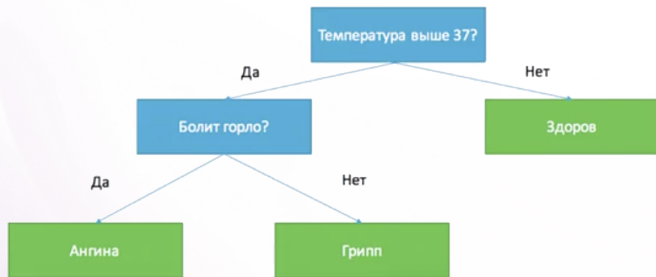 Температура выше 37?
Да
Нет
Болит горло?
Здоров
Да
Нет
Ангина
Грипп